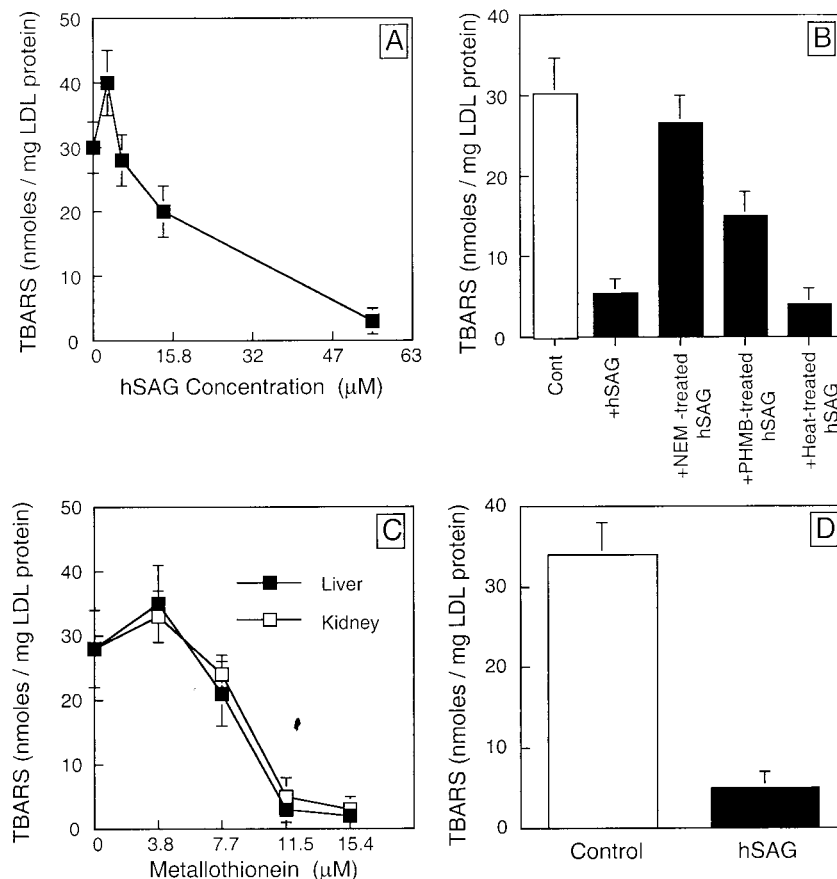 A
TBARS (nmoles / mg LDL protein)
50
40
30
20
10
0
0 15.8 32 47 63
hSAG Concentration (μM)
B
TBARS (nmoles / mg LDL protein)
40
30
20
10
0
Cont
+hSAG
+NEM -treated
hSAG
+PHMB-treated
hSAG
+Heat-treated
hSAG
C
TBARS (nmoles / mg LDL protein)
50
40
30
20
10
0
Liver
Kidney
0 3.8 7.7 11.5 15.4
Metallothionein (μM)
D
TBARS (nmoles / mg LDL protein)
40
30
20
10
0
Control hSAG